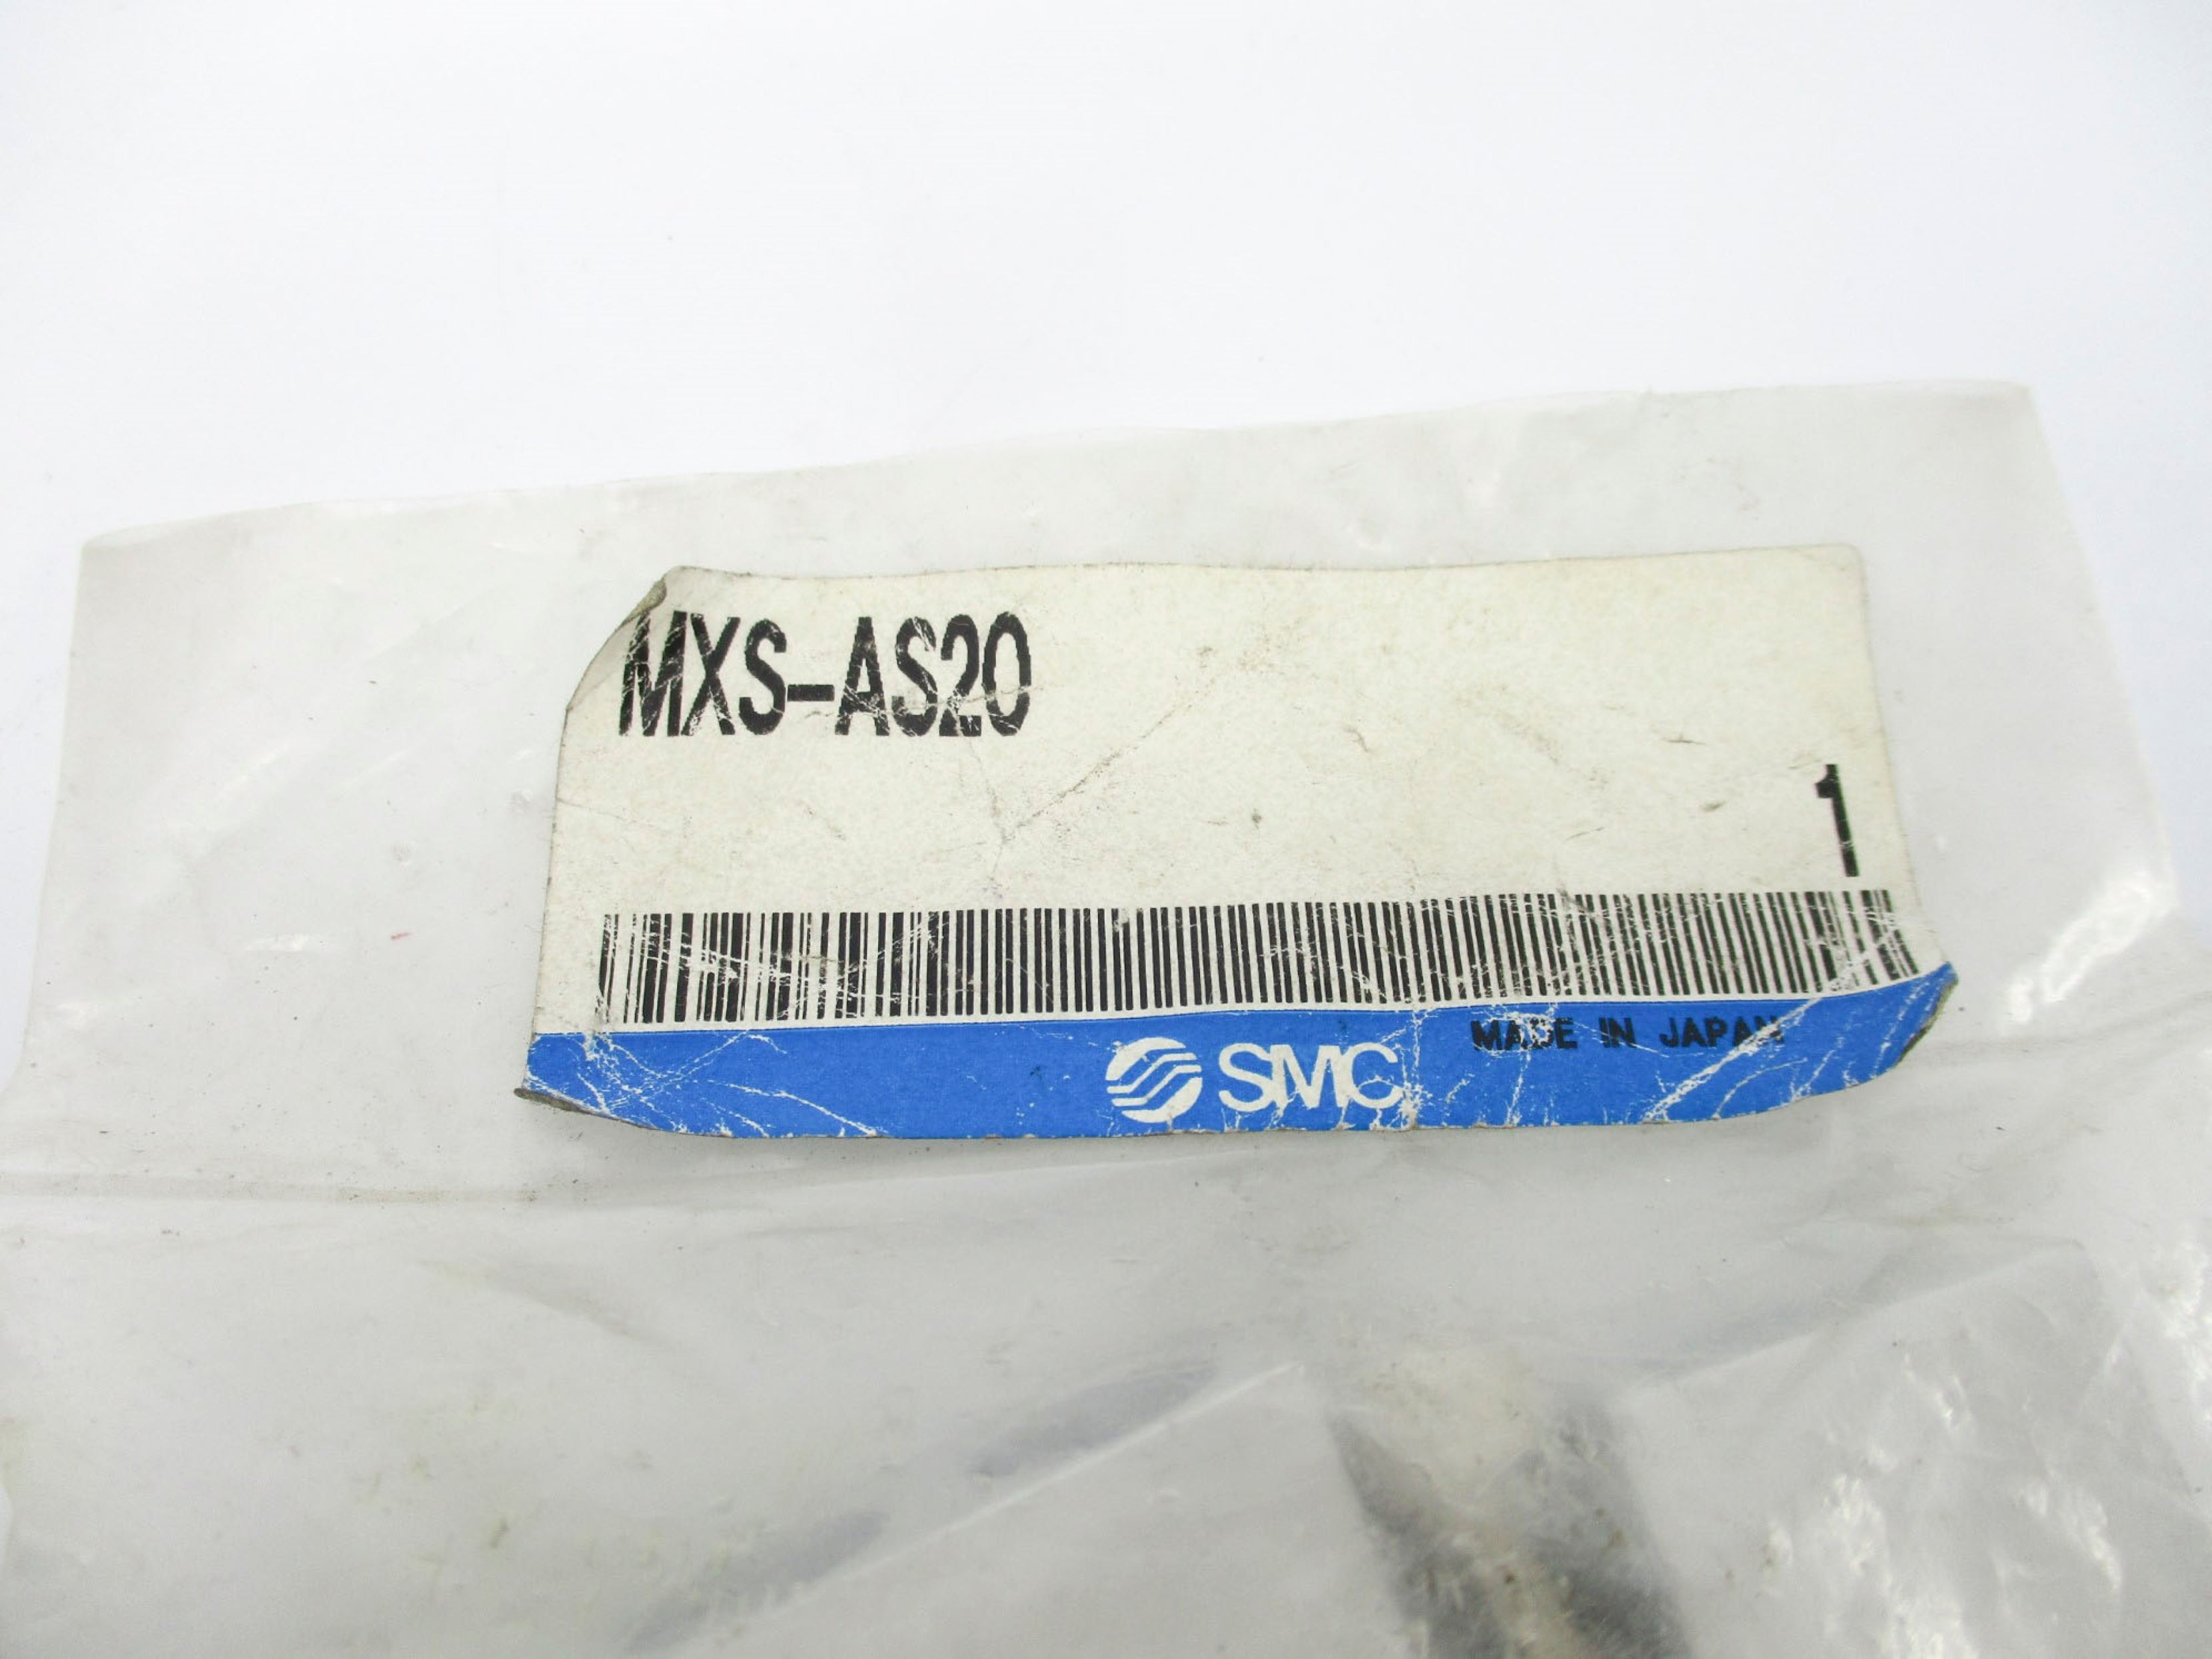 MXS-AS20
1
SMC
MADE IN JAPAN